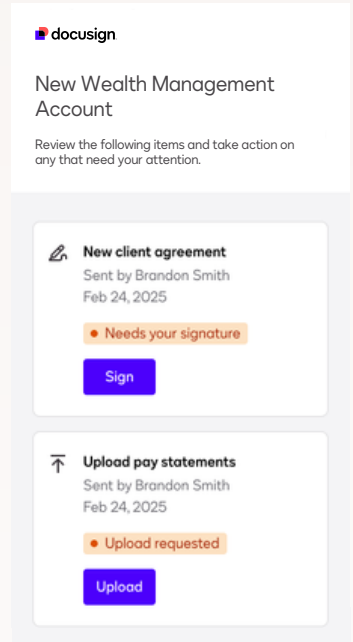 docusign
New Wealth Management
Account
Review the following items and take action on
any that need your attention.
New client agreement
Sent by Brandon Smith
Feb 24, 2025
Needs your signature
Sign
Upload pay statements
Sent by Brandon Smith
Feb 24, 2025
Upload requested
Upload